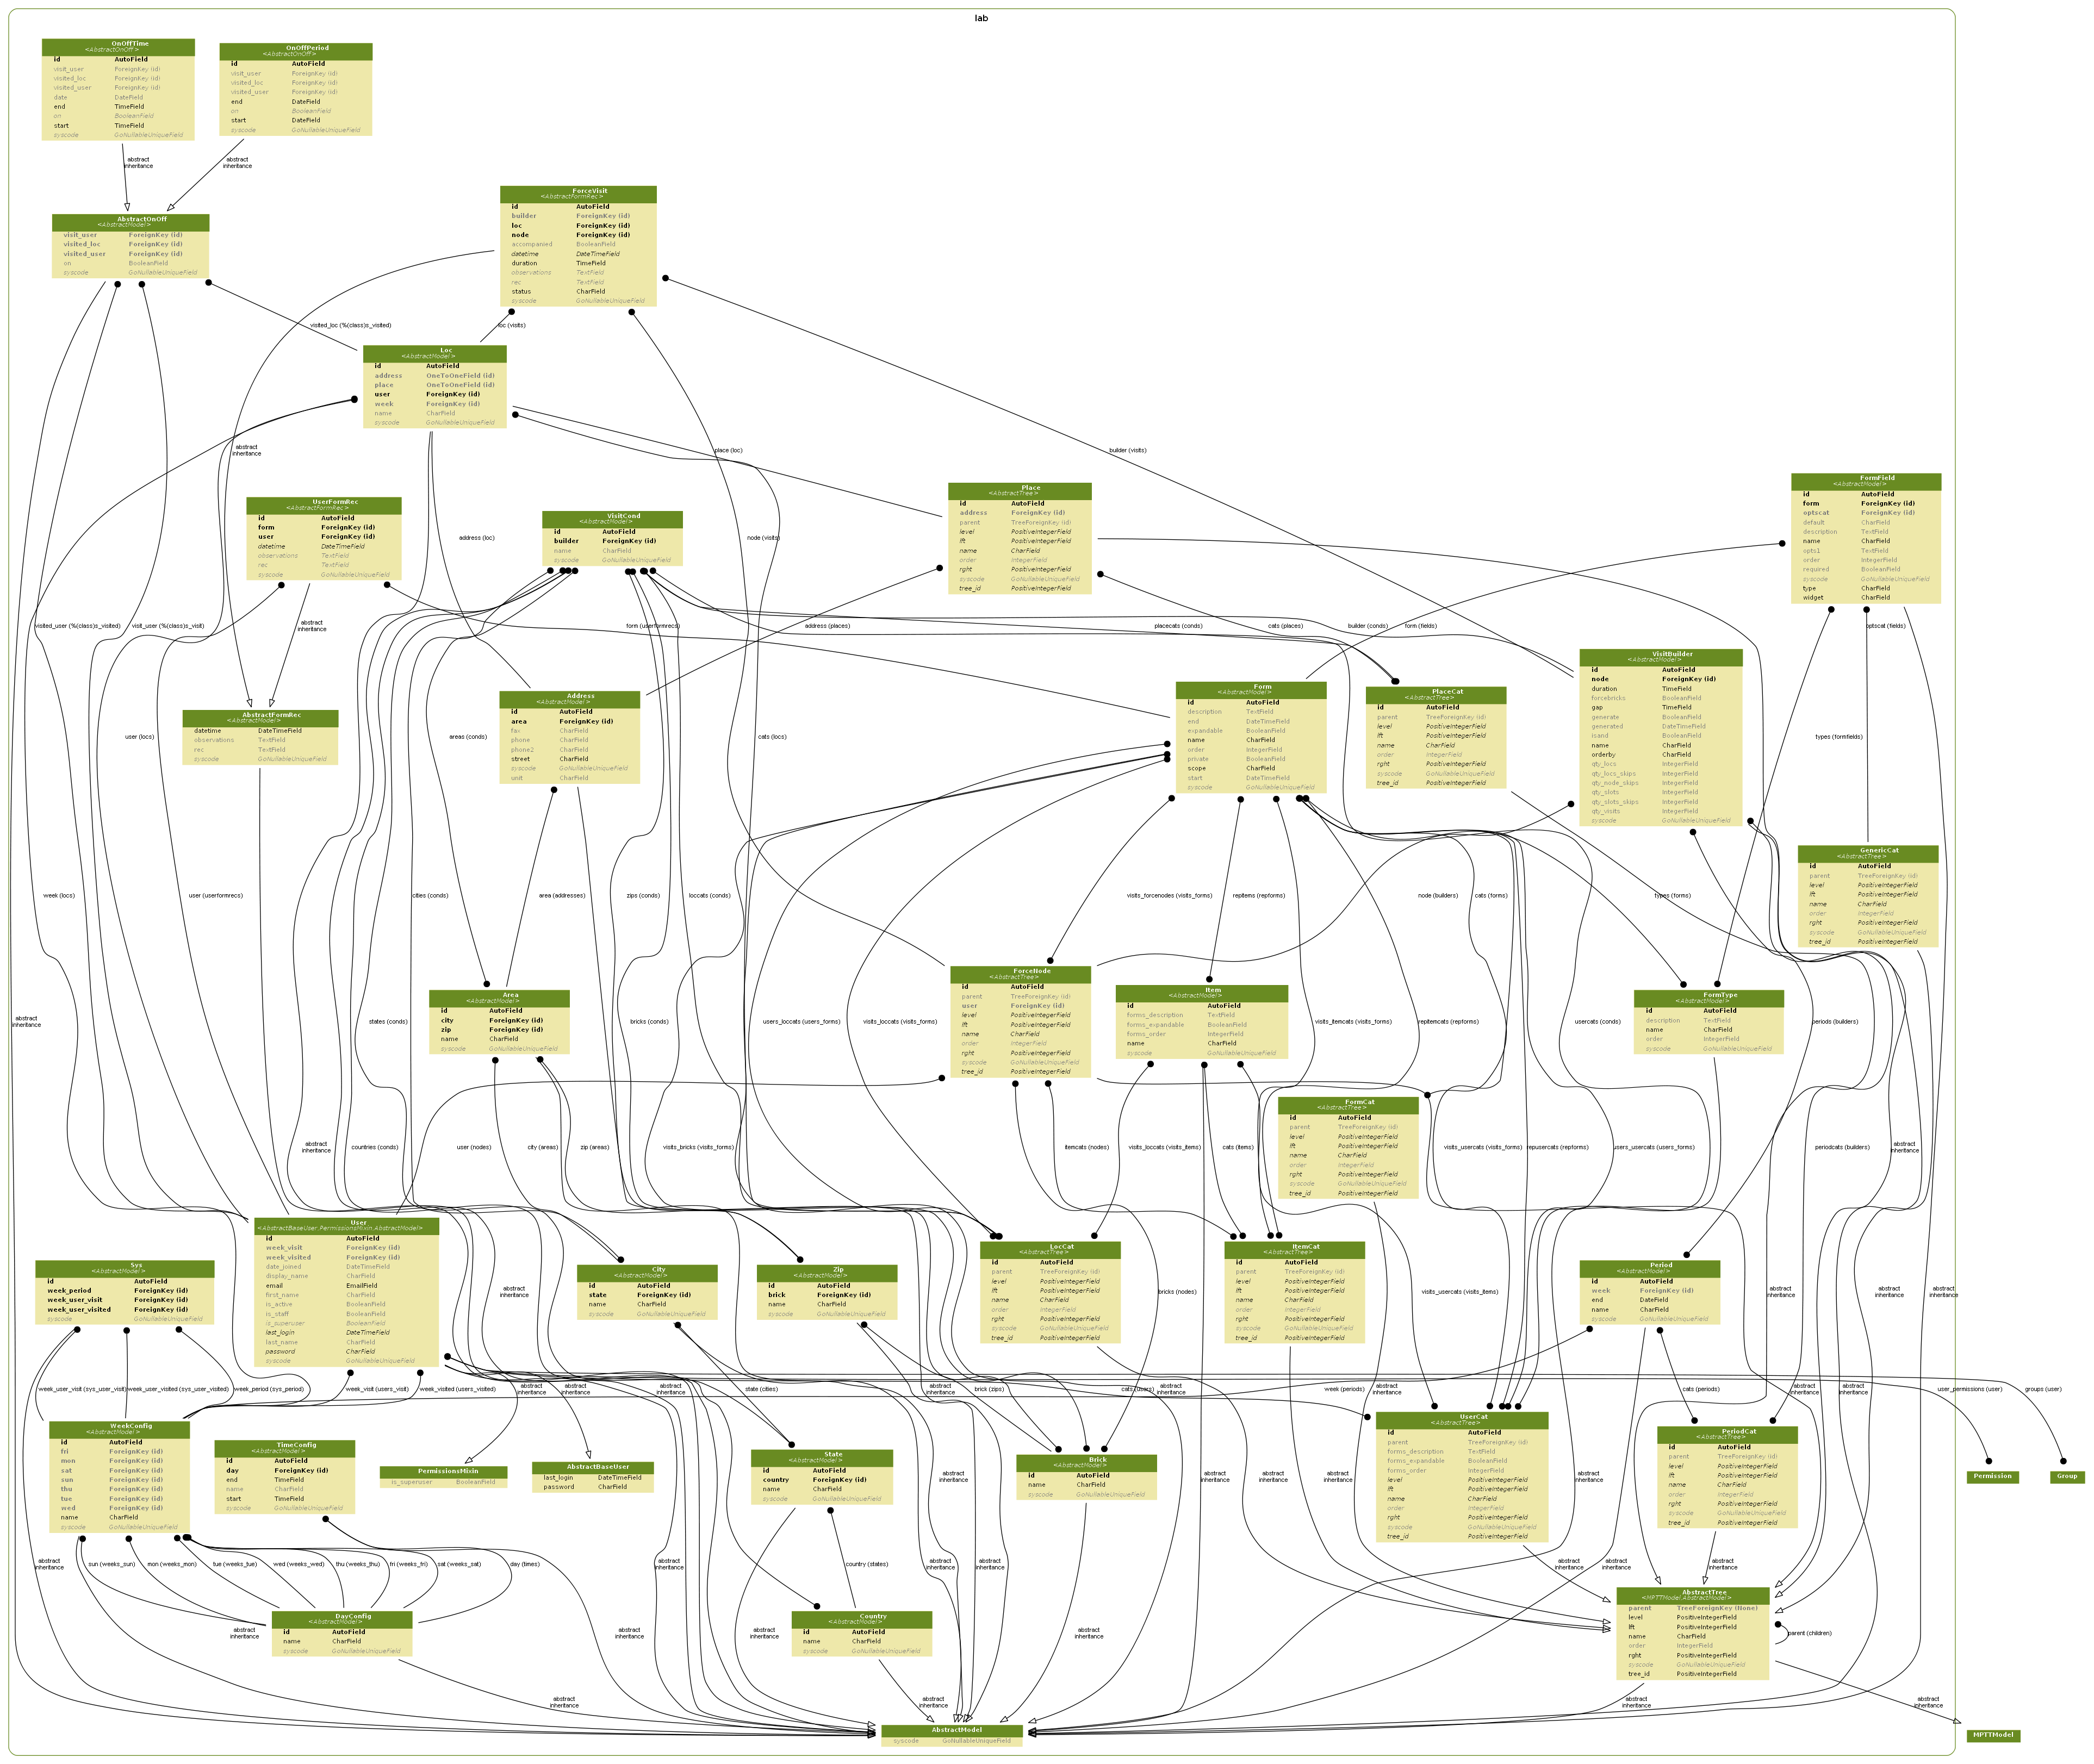 lab
OnOffTime
<AbstractOnOff>
id AutoField
visit_user ForeignKey (id)
visited_loc ForeignKey (id)
visited_user ForeignKey (id)
date DateField
end TimeField
on BooleanField
start TimeField
syscode GoNullableUniqueField
OnOffPeriod
<AbstractOnOff>
id AutoField
visit_user ForeignKey (id)
visited_loc ForeignKey (id)
visited_user ForeignKey (id)
end DateField
on BooleanField
start DateField
syscode GoNullableUniqueField
abstract
inheritance
abstract
inheritance
AbstractOnOff
<AbstractModel>
visit_user ForeignKey (id)
visited_loc ForeignKey (id)
visited_user ForeignKey (id)
on BooleanField
syscode GoNullableUniqueField
ForceVisit
<AbstractFormRec>
id AutoField
builder ForeignKey (id)
loc ForeignKey (id)
node ForeignKey (id)
accompanied BooleanField
datetime DateTimeField
duration TimeField
observations TextField
rec TextField
status CharField
syscode GoNullableUniqueField
visited_loc (%(class)s_visited)
loc (visits)
Loc
<AbstractModel>
id AutoField
address OneToOneField (id)
place OneToOneField (id)
user ForeignKey (id)
week ForeignKey (id)
name CharField
syscode GoNullableUniqueField
abstract
inheritance
place (loc)
builder (visits)
UserFormRec
<AbstractFormRec>
id AutoField
form ForeignKey (id)
user ForeignKey (id)
datetime DateTimeField
observations TextField
rec TextField
syscode GoNullableUniqueField
VisitCond
<AbstractModel>
id AutoField
builder ForeignKey (id)
name CharField
syscode GoNullableUniqueField
address (loc)
node (visits)
Place
<AbstractTree>
id AutoField
address ForeignKey (id)
parent TreeForeignKey (id)
level PositiveIntegerField
lft PositiveIntegerField
name CharField
order IntegerField
rght PositiveIntegerField
syscode GoNullableUniqueField
tree_id PositiveIntegerField
FormField
<AbstractModel>
id AutoField
form ForeignKey (id)
optscat ForeignKey (id)
default CharField
description TextField
name CharField
opts1 TextField
order IntegerField
required BooleanField
syscode GoNullableUniqueField
type CharField
widget CharField
visited_user (%(class)s_visited)
visit_user (%(class)s_visit)
abstract
inheritance
form (userformrecs)
address (places)
placecats (conds)
cats (places)
builder (conds)
form (fields)
optscat (fields)
AbstractFormRec
<AbstractModel>
datetime DateTimeField
observations TextField
rec TextField
syscode GoNullableUniqueField
Address
<AbstractModel>
id AutoField
area ForeignKey (id)
fax CharField
phone CharField
phone2 CharField
street CharField
syscode GoNullableUniqueField
unit CharField
Form
<AbstractModel>
id AutoField
description TextField
end DateTimeField
expandable BooleanField
name CharField
order IntegerField
private BooleanField
scope CharField
start DateTimeField
syscode GoNullableUniqueField
PlaceCat
<AbstractTree>
id AutoField
parent TreeForeignKey (id)
level PositiveIntegerField
lft PositiveIntegerField
name CharField
order IntegerField
rght PositiveIntegerField
syscode GoNullableUniqueField
tree_id PositiveIntegerField
VisitBuilder
<AbstractModel>
id AutoField
node ForeignKey (id)
duration TimeField
forcebricks BooleanField
gap TimeField
generate BooleanField
generated DateTimeField
isand BooleanField
name CharField
orderby CharField
qty_locs IntegerField
qty_locs_skips IntegerField
qty_node_skips IntegerField
qty_slots IntegerField
qty_slots_skips IntegerField
qty_visits IntegerField
syscode GoNullableUniqueField
user (locs)
areas (conds)
cats (locs)
types (formfields)
GenericCat
<AbstractTree>
id AutoField
parent TreeForeignKey (id)
level PositiveIntegerField
lft PositiveIntegerField
name CharField
order IntegerField
rght PositiveIntegerField
syscode GoNullableUniqueField
tree_id PositiveIntegerField
week (locs)
user (userformrecs)
cities (conds)
area (addresses)
zips (conds)
loccats (conds)
visits_forcenodes (visits_forms)
repitems (repforms)
node (builders)
cats (forms)
types (forms)
Area
<AbstractModel>
id AutoField
city ForeignKey (id)
zip ForeignKey (id)
name CharField
syscode GoNullableUniqueField
ForceNode
<AbstractTree>
id AutoField
parent TreeForeignKey (id)
user ForeignKey (id)
level PositiveIntegerField
lft PositiveIntegerField
name CharField
order IntegerField
rght PositiveIntegerField
syscode GoNullableUniqueField
tree_id PositiveIntegerField
Item
<AbstractModel>
id AutoField
forms_description TextField
forms_expandable BooleanField
forms_order IntegerField
name CharField
syscode GoNullableUniqueField
FormType
<AbstractModel>
id AutoField
description TextField
name CharField
order IntegerField
syscode GoNullableUniqueField
abstract
inheritance
states (conds)
bricks (conds)
users_loccats (users_forms)
visits_loccats (visits_forms)
visits_itemcats (visits_forms)
repitemcats (repforms)
usercats (conds)
periods (builders)
FormCat
<AbstractTree>
id AutoField
parent TreeForeignKey (id)
level PositiveIntegerField
lft PositiveIntegerField
name CharField
order IntegerField
rght PositiveIntegerField
syscode GoNullableUniqueField
tree_id PositiveIntegerField
abstract
inheritance
countries (conds)
user (nodes)
city (areas)
zip (areas)
visits_bricks (visits_forms)
itemcats (nodes)
visits_loccats (visits_items)
cats (items)
visits_usercats (visits_forms)
repusercats (repforms)
users_usercats (users_forms)
periodcats (builders)
abstract
inheritance
User
<AbstractBaseUser,PermissionsMixin,AbstractModel>
id AutoField
week_visit ForeignKey (id)
week_visited ForeignKey (id)
date_joined DateTimeField
display_name CharField
email EmailField
first_name CharField
is_active BooleanField
is_staff BooleanField
is_superuser BooleanField
last_login DateTimeField
last_name CharField
password CharField
syscode GoNullableUniqueField
Sys
<AbstractModel>
id AutoField
week_period ForeignKey (id)
week_user_visit ForeignKey (id)
week_user_visited ForeignKey (id)
syscode GoNullableUniqueField
abstract
inheritance
City
<AbstractModel>
id AutoField
state ForeignKey (id)
name CharField
syscode GoNullableUniqueField
Zip
<AbstractModel>
id AutoField
brick ForeignKey (id)
name CharField
syscode GoNullableUniqueField
LocCat
<AbstractTree>
id AutoField
parent TreeForeignKey (id)
level PositiveIntegerField
lft PositiveIntegerField
name CharField
order IntegerField
rght PositiveIntegerField
syscode GoNullableUniqueField
tree_id PositiveIntegerField
bricks (nodes)
ItemCat
<AbstractTree>
id AutoField
parent TreeForeignKey (id)
level PositiveIntegerField
lft PositiveIntegerField
name CharField
order IntegerField
rght PositiveIntegerField
syscode GoNullableUniqueField
tree_id PositiveIntegerField
visits_usercats (visits_items)
Period
<AbstractModel>
id AutoField
week ForeignKey (id)
end DateField
name CharField
syscode GoNullableUniqueField
abstract
inheritance
abstract
inheritance
abstract
inheritance
week_user_visit (sys_user_visit)
week_user_visited (sys_user_visited)
week_period (sys_period)
week_visit (users_visit)
week_visited (users_visited)
abstract
inheritance
abstract
inheritance
abstract
inheritance
state (cities)
abstract
inheritance
brick (zips)
cats (users)
abstract
inheritance
week (periods)
abstract
inheritance
cats (periods)
abstract
inheritance
abstract
inheritance
user_permissions (user)
groups (user)
WeekConfig
<AbstractModel>
id AutoField
fri ForeignKey (id)
mon ForeignKey (id)
sat ForeignKey (id)
sun ForeignKey (id)
thu ForeignKey (id)
tue ForeignKey (id)
wed ForeignKey (id)
name CharField
syscode GoNullableUniqueField
TimeConfig
<AbstractModel>
id AutoField
day ForeignKey (id)
end TimeField
name CharField
start TimeField
syscode GoNullableUniqueField
PermissionsMixin
is_superuser BooleanField
AbstractBaseUser
last_login DateTimeField
password CharField
State
<AbstractModel>
id AutoField
country ForeignKey (id)
name CharField
syscode GoNullableUniqueField
abstract
inheritance
Brick
<AbstractModel>
id AutoField
name CharField
syscode GoNullableUniqueField
abstract
inheritance
abstract
inheritance
UserCat
<AbstractTree>
id AutoField
parent TreeForeignKey (id)
forms_description TextField
forms_expandable BooleanField
forms_order IntegerField
level PositiveIntegerField
lft PositiveIntegerField
name CharField
order IntegerField
rght PositiveIntegerField
syscode GoNullableUniqueField
tree_id PositiveIntegerField
abstract
inheritance
PeriodCat
<AbstractTree>
id AutoField
parent TreeForeignKey (id)
level PositiveIntegerField
lft PositiveIntegerField
name CharField
order IntegerField
rght PositiveIntegerField
syscode GoNullableUniqueField
tree_id PositiveIntegerField
Permission
Group
abstract
inheritance
sun (weeks_sun)
mon (weeks_mon)
tue (weeks_tue)
wed (weeks_wed)
thu (weeks_thu)
fri (weeks_fri)
sat (weeks_sat)
day (times)
abstract
inheritance
country (states)
abstract
inheritance
abstract
inheritance
abstract
inheritance
abstract
inheritance
abstract
inheritance
DayConfig
<AbstractModel>
id AutoField
name CharField
syscode GoNullableUniqueField
abstract
inheritance
abstract
inheritance
abstract
inheritance
Country
<AbstractModel>
id AutoField
name CharField
syscode GoNullableUniqueField
abstract
inheritance
AbstractTree
<MPTTModel,AbstractModel>
parent TreeForeignKey (None)
level PositiveIntegerField
lft PositiveIntegerField
name CharField
order IntegerField
rght PositiveIntegerField
syscode GoNullableUniqueField
tree_id PositiveIntegerField
parent (children)
abstract
inheritance
abstract
inheritance
abstract
inheritance
abstract
inheritance
AbstractModel
syscode GoNullableUniqueField
MPTTModel